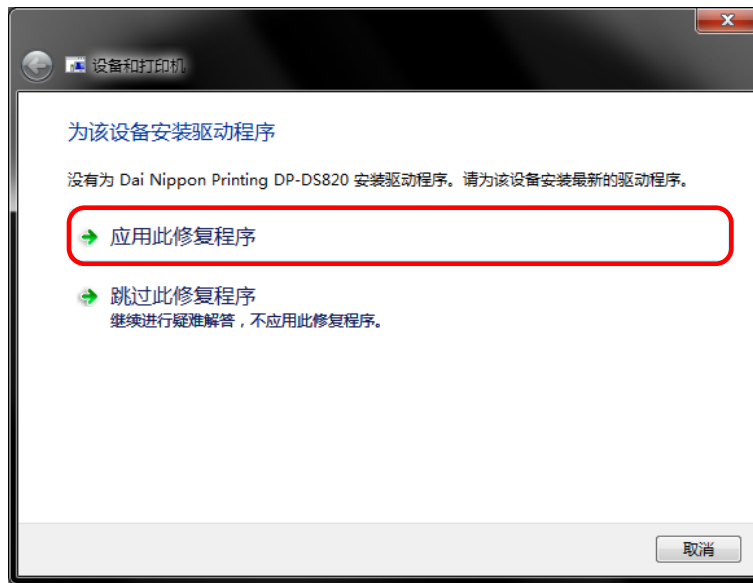 设备和打印机
为该设备安装驱动程序
没有为 Dai Nippon Printing DP-DS820 安装驱动程序。请为该设备安装最新的驱动程序。
应用此修复程序
跳过此修复程序
继续进行疑难解答，不应用此修复程序。
取消